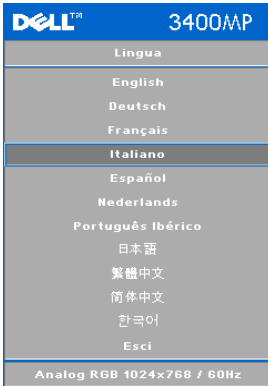 DELL™ 3400MP
Lingua
English
Deutsch
Français
Italiano
Español
Nederlands
Português Ibérico
日本語
繁體中文
简体中文
한국어
Esci
Analog RGB 1024x768 / 60Hz